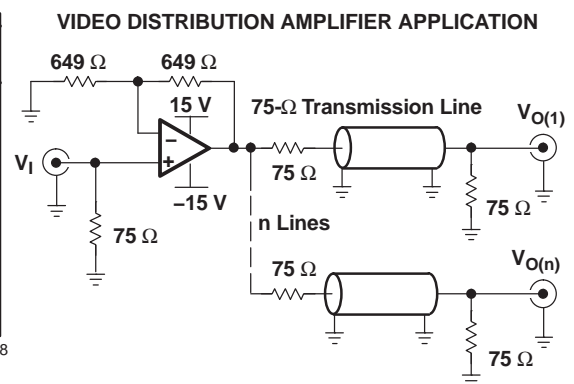 VIDEO DISTRIBUTION AMPLIFIER APPLICATION
649 Ω
649 Ω
15 V
75-Ω Transmission Line
VO(1)
VI
−
+
75 Ω
−15 V
75 Ω
n Lines
75 Ω
75 Ω
VO(n)
75 Ω
8